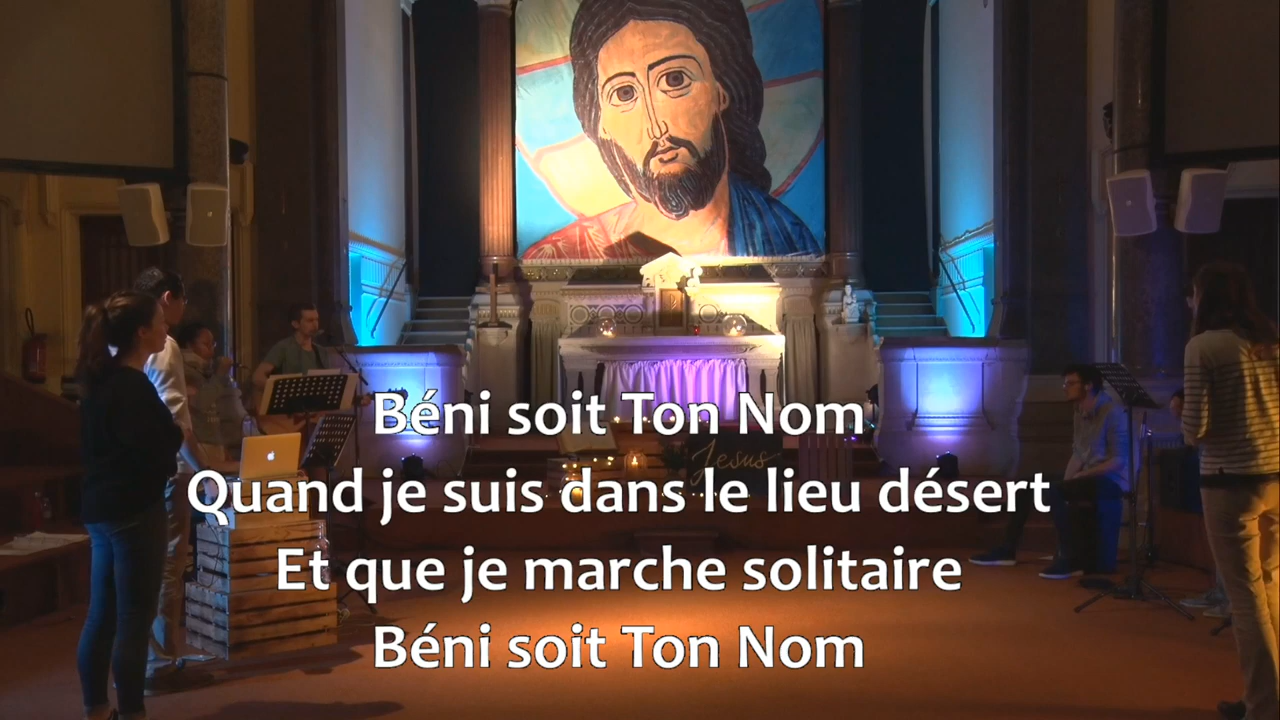 Béni soit Ton Nom
Jesus
Quand je suis dans le lieu désert
Et que je marche solitaire
Béni soit Ton Nom